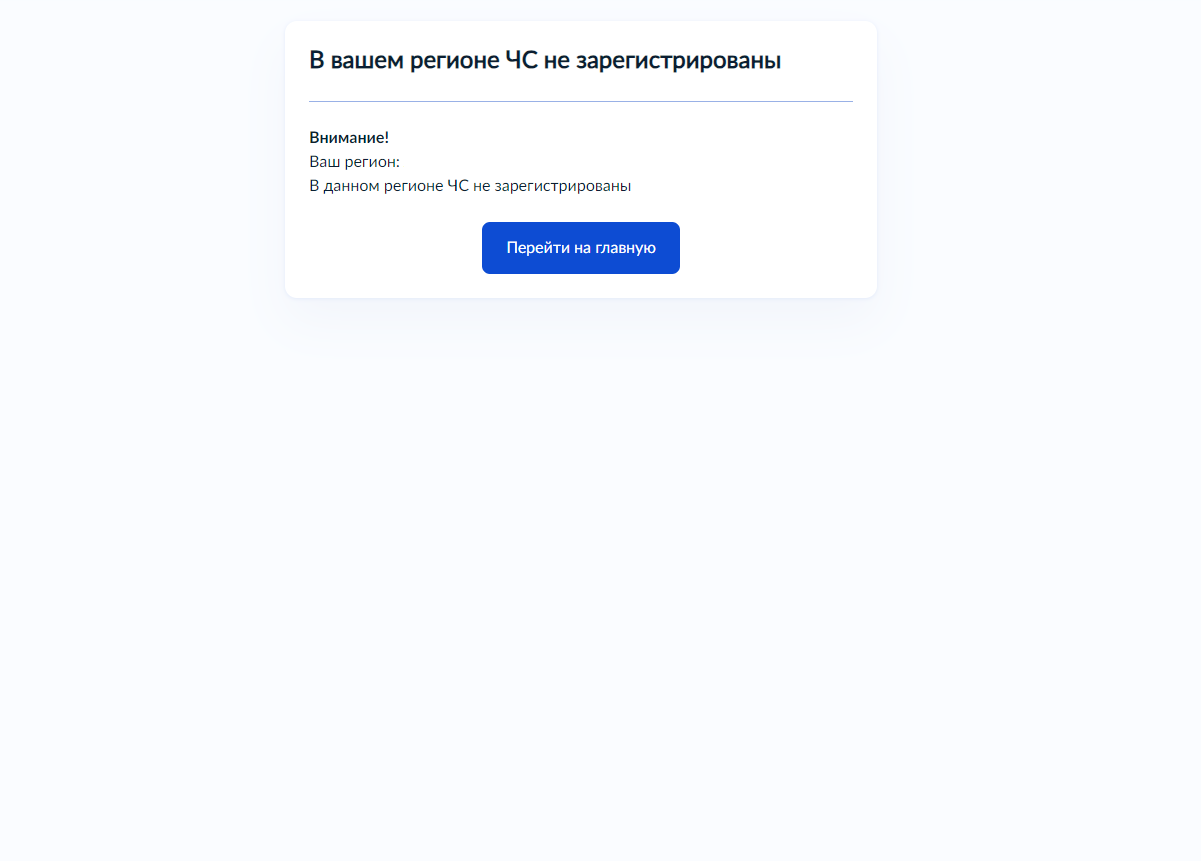 В вашем регионе ЧС не зарегистрированы
Внимание!
Ваш регион:
В данном регионе ЧС не зарегистрированы
Перейти на главную